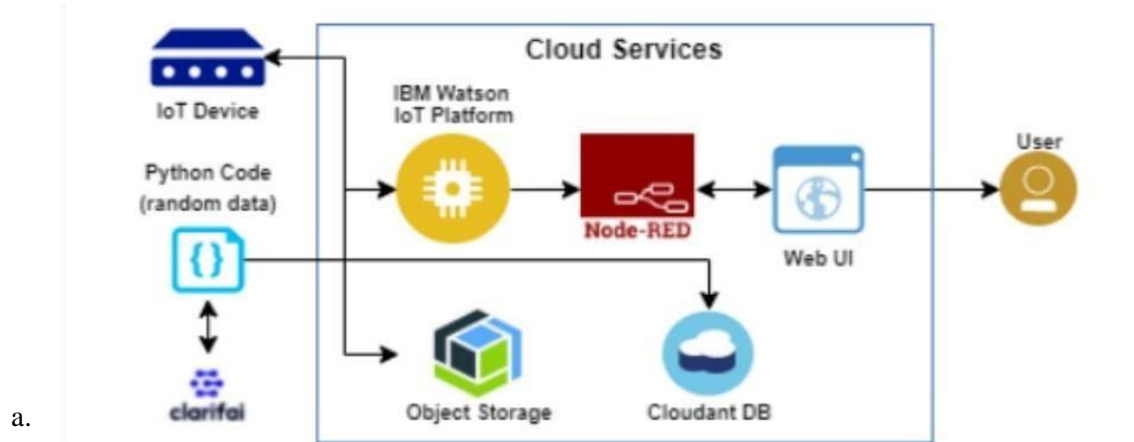 Cloud Services
IoT Device
IBM Watson
IoT Platform
User
Python Code
(random data)
{}
Node-RED
Web UI
clarifai
Object Storage
Cloudant DB
a.